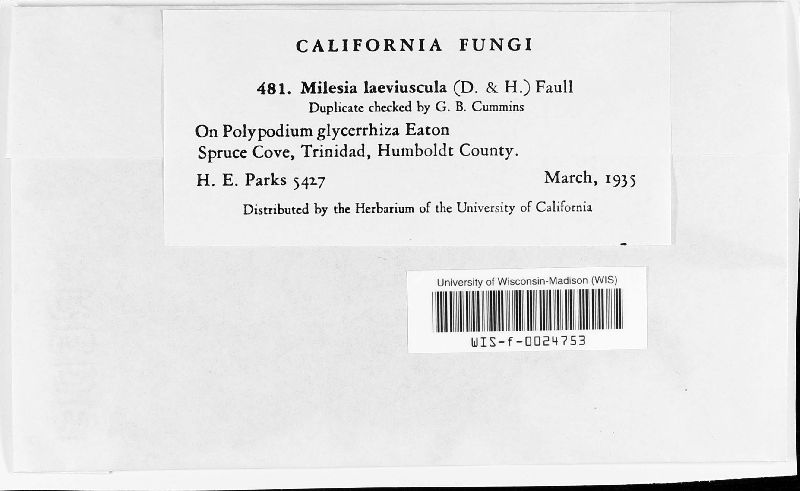 CALIFORNIA FUNGI
481. Milesia laeviuscula (D. & H.) Faull
Duplicate checked by G. B. Cummins
On Polypodium glycerrhiza Eaton
Spruce Cove, Trinidad, Humboldt County.
H. E. Parks 5427 March, 1935
Distributed by the Herbarium of the University of California
University of Wisconsin-Madison (WIS)
WIS-f-0024753